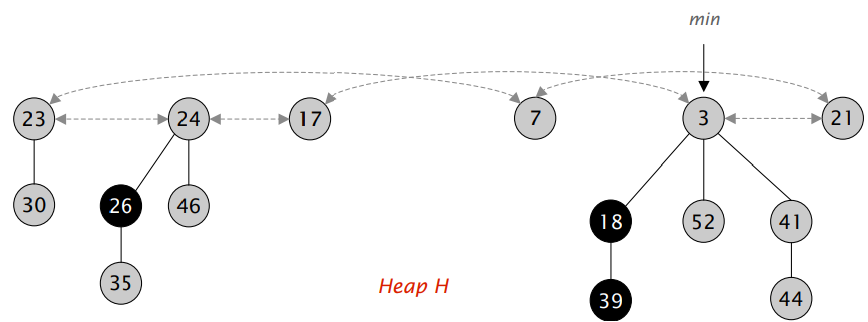 min
23 24 17 7 3 21
30 26 46 18 52 41
35 Heap H 39 44